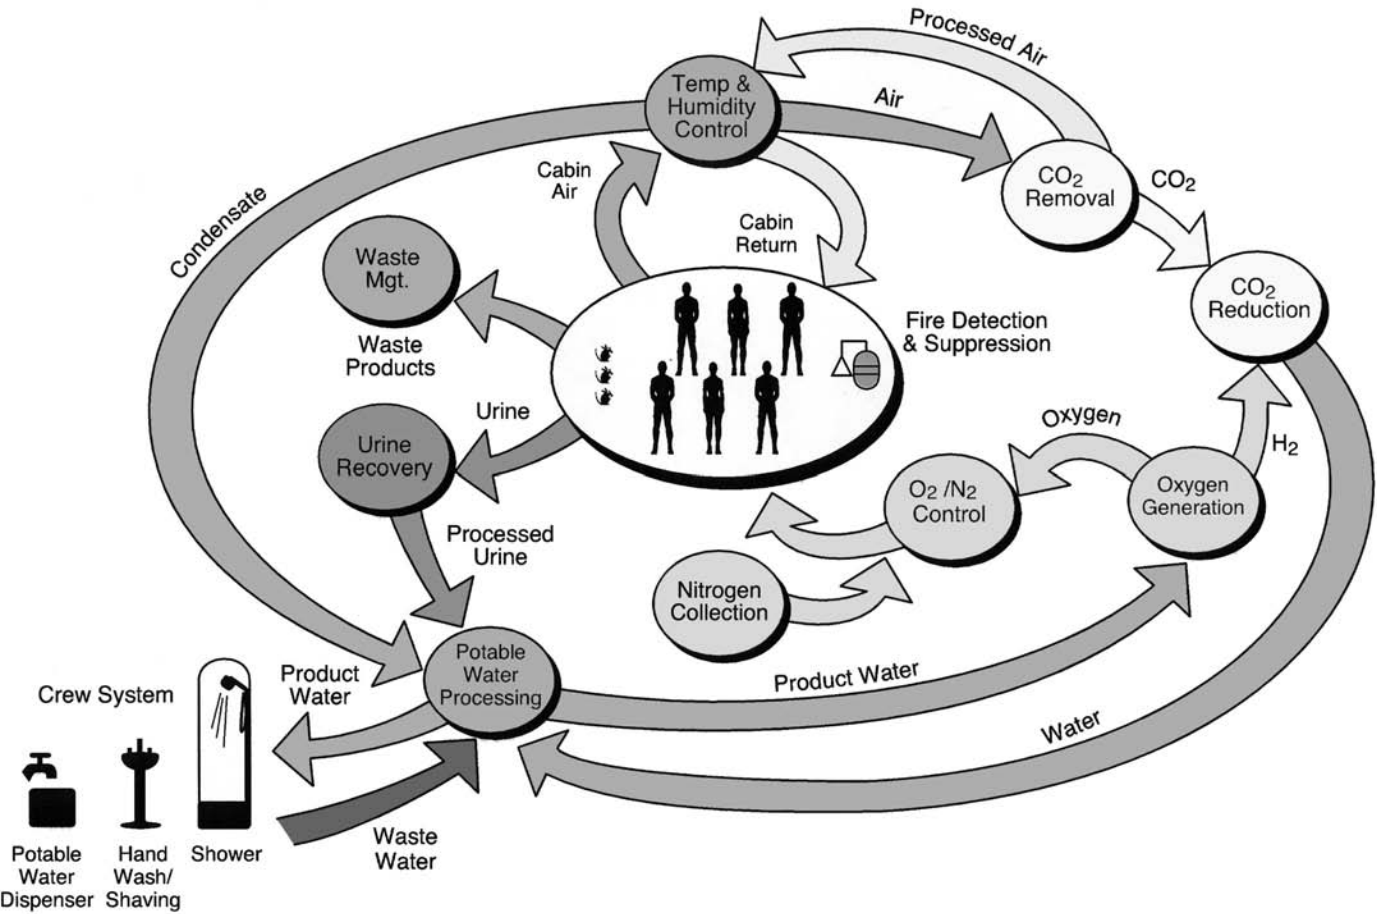 Processed Air
Temp &
Humidity
Control
Air
CO2
Removal
CO2
Cabin
Air
Cabin
Return
Condensate
Waste
Mgt.
Waste
Products
CO2
Reduction
Fire Detection
& Suppression
Urine
Urine
Recovery
Oxygen
H2
O2 /N2
Control
Oxygen
Generation
Processed
Urine
Nitrogen
Collection
Potable
Water
Processing
Product
Water
Product Water
Water
Crew System
Waste
Water
Potable
Water
Dispenser
Hand
Wash/
Shaving
Shower